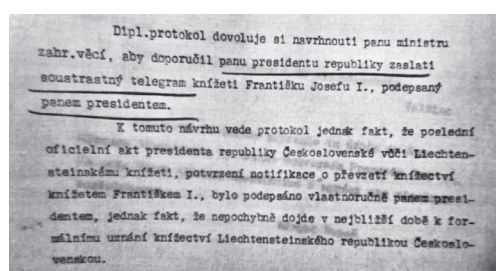 Dipl.protokol dovoluje si navrhnouti panu ministru
zahr.věcí, aby doporučil panu presidentu republiky zaslati
soustrastný telegram knížeti Františku Josefu I., podepsaný
panem presidentem.
K tomuto návrhu vede protokol jednak fakt, že poslední
oficielní akt presidenta republiky Československé vůči Liechten-
steinskému knížeti, potvrzení notifikace o převzetí knížectví
knížetem Františkem I., bylo podepsáno vlastnoručně panem presi-
dentem, jednak fakt, že nepochybně dojde v nejbližší době k for-
málnímu uznání knížectví Liechtensteinského republikou Českoslo-
venskou.